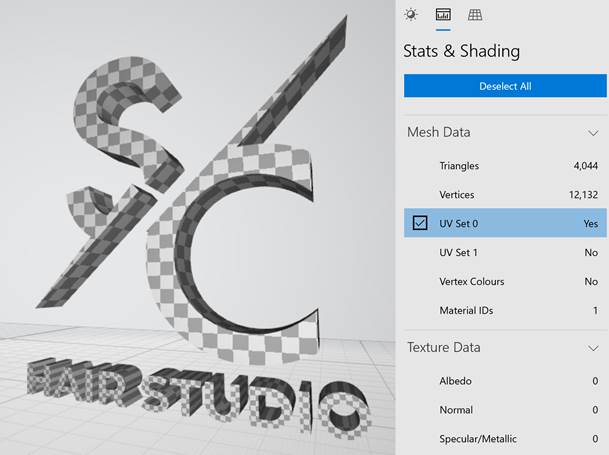 S/C
HAIR STUDIO
Stats & Shading
Deselect All
Mesh Data
Triangles 4,044
Vertices 12,132
UV Set 0 Yes
UV Set 1 No
Vertex Colours No
Material IDs 1
Texture Data
Albedo 0
Normal 0
Specular/Metallic 0